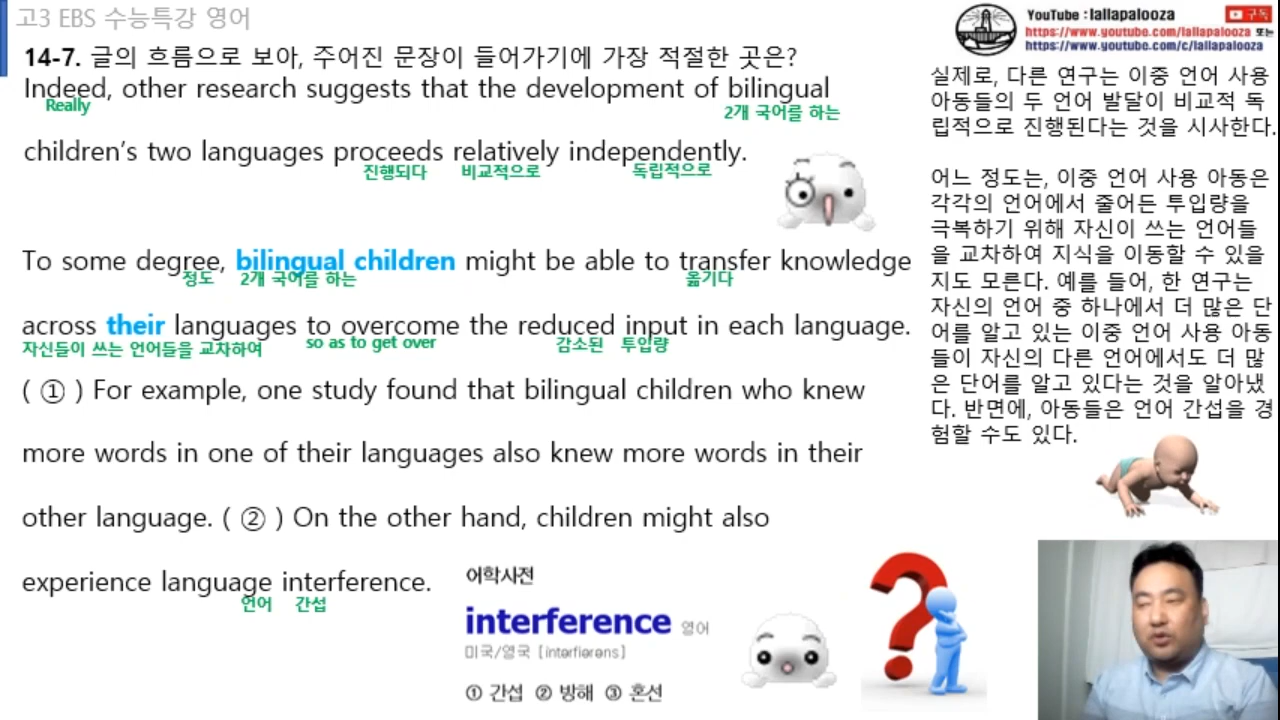 고3 EBS 수능특강 영어
YouTube : lallapalooza
구독
https://www.youtube.com/lallapalooza 또는
https://www.youtube.com/c/lallapalooza
14-7. 글의 흐름으로 보아, 주어진 문장이 들어가기에 가장 적절한 곳은?
Indeed, other research suggests that the development of bilingual
Really
2개 국어를 하는
children's two languages proceeds relatively independently.
진행되다 비교적으로 독립적으로
To some degree, bilingual children might be able to transfer knowledge
정도 2개 국어를 하는 옮기다
across their languages to overcome the reduced input in each language.
자신들이 쓰는 언어들을 교차하여 so as to get over 감소된 투입량
( ① ) For example, one study found that bilingual children who knew
more words in one of their languages also knew more words in their
other language. ( ② ) On the other hand, children might also
experience language interference.
언어 간섭
어학사전
interference 영어
미국/영국 [ìntərfíərəns]
① 간섭 ② 방해 ③ 혼선
실제로, 다른 연구는 이중 언어 사용
아동들의 두 언어 발달이 비교적 독
립적으로 진행된다는 것을 시사한다.
어느 정도는, 이중 언어 사용 아동은
각각의 언어에서 줄어든 투입량을
극복하기 위해 자신이 쓰는 언어들
을 교차하여 지식을 이동할 수 있을
지도 모른다. 예를 들어, 한 연구는
자신의 언어 중 하나에서 더 많은 단
어를 알고 있는 이중 언어 사용 아동
들이 자신의 다른 언어에서도 더 많
은 단어를 알고 있다는 것을 알아냈
다. 반면에, 아동들은 언어 간섭을 경
험할 수도 있다.